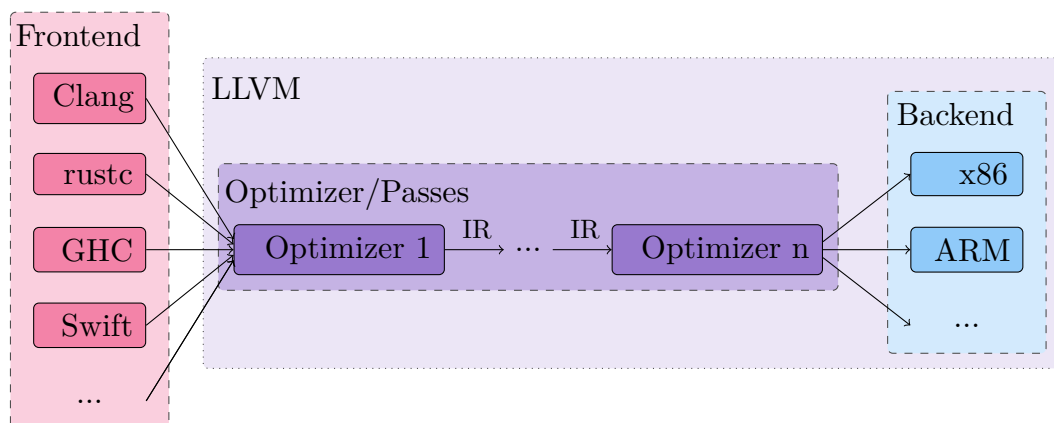 Frontend
Clang
rustc
GHC
Swift
...
LLVM
Optimizer/Passes
Optimizer 1
IR
...
IR
Optimizer n
Backend
x86
ARM
...